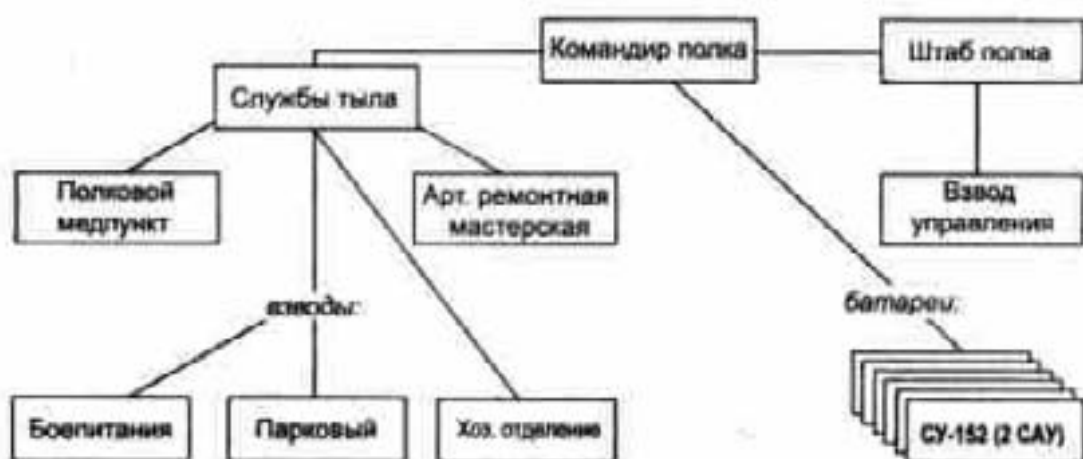 Командир полка
Штаб полка
Службы тыла
Полковой
медпункт
Арт. ремонтная
мастерская
Взвод
управления
взводы:
батареи:
Боепитания
Парковый
Хоз. отделение
СУ-152 (2 САУ)